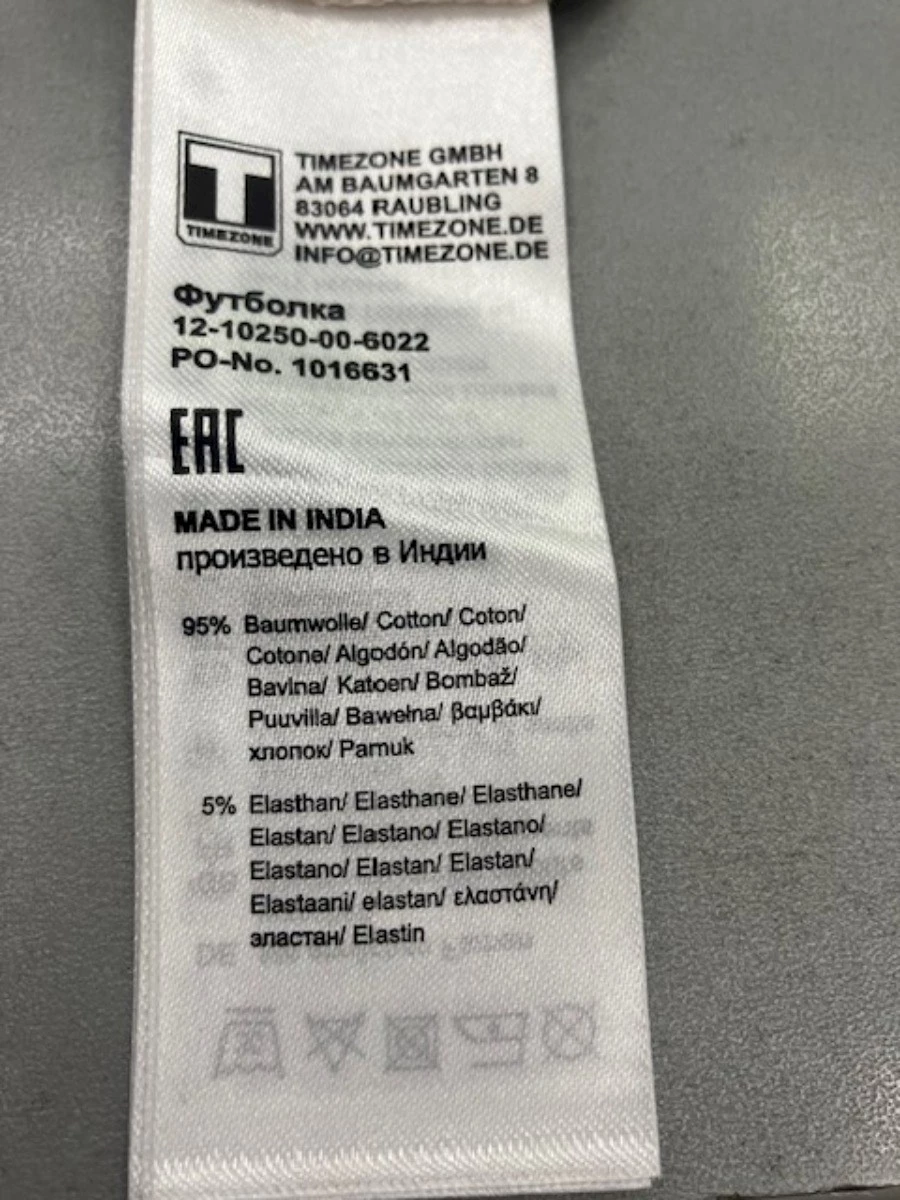 T
TIMEZONE
TIMEZONE GMBH
AM BAUMGARTEN 8
83064 RAUBLING
WWW.TIMEZONE.DE
INFO@TIMEZONE.DE
Футболка
12-10250-00-6022
PO-No. 1016631
EAC
MADE IN INDIA
произведено в Индии
95% Baumwolle/ Cotton/ Coton/
Cotone/ Algodón/ Algodão/
Bavlna/ Katoen/ Bombaž/
Puuvilla/ Bawełna/ βαμβάκι/
хлопок/ Pamuk
5% Elasthan/ Elasthane/ Elasthane/
Elastan/ Elastano/ Elastano/
Elastano/ Elastan/ Elastan/
Elastaani/ elastan/ ελαστάνη/
эластан/ Elastin